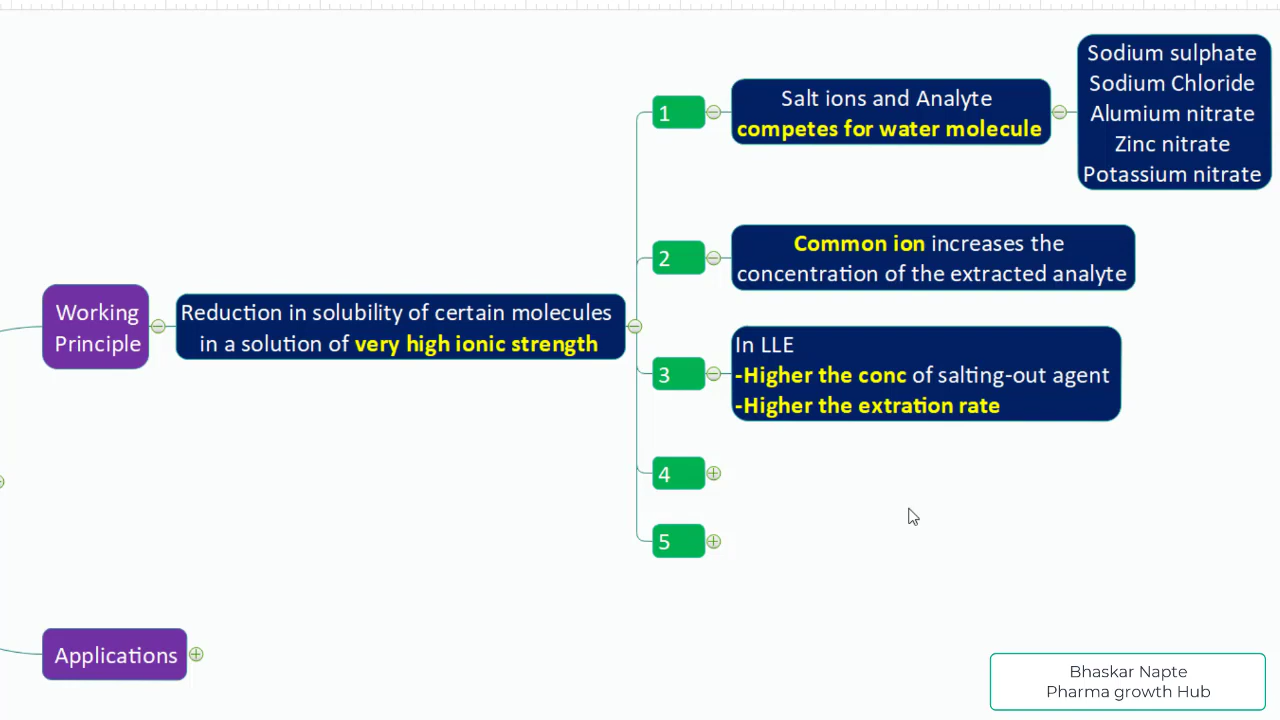 Working
Principle
Reduction in solubility of certain molecules
in a solution of very high ionic strength
1
Salt ions and Analyte
competes for water molecule
Sodium sulphate
Sodium Chloride
Alumium nitrate
Zinc nitrate
Potassium nitrate
2
Common ion increases the
concentration of the extracted analyte
3
In LLE
-Higher the conc of salting-out agent
-Higher the extration rate
4
5
Applications
Bhaskar Napte
Pharma growth Hub